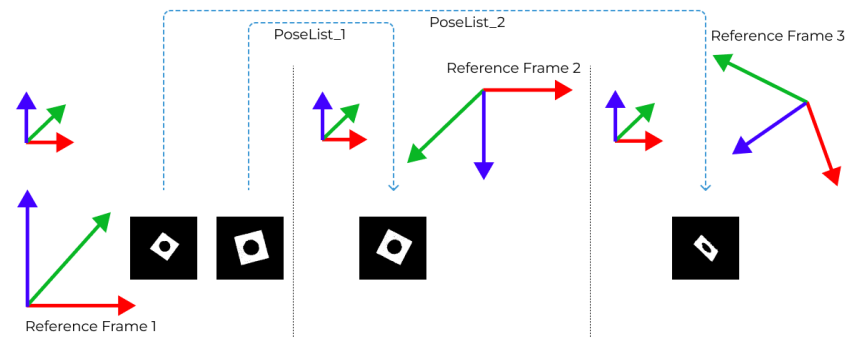 PoseList_2
PoseList_1
Reference Frame 3
Reference Frame 2
Reference Frame 1